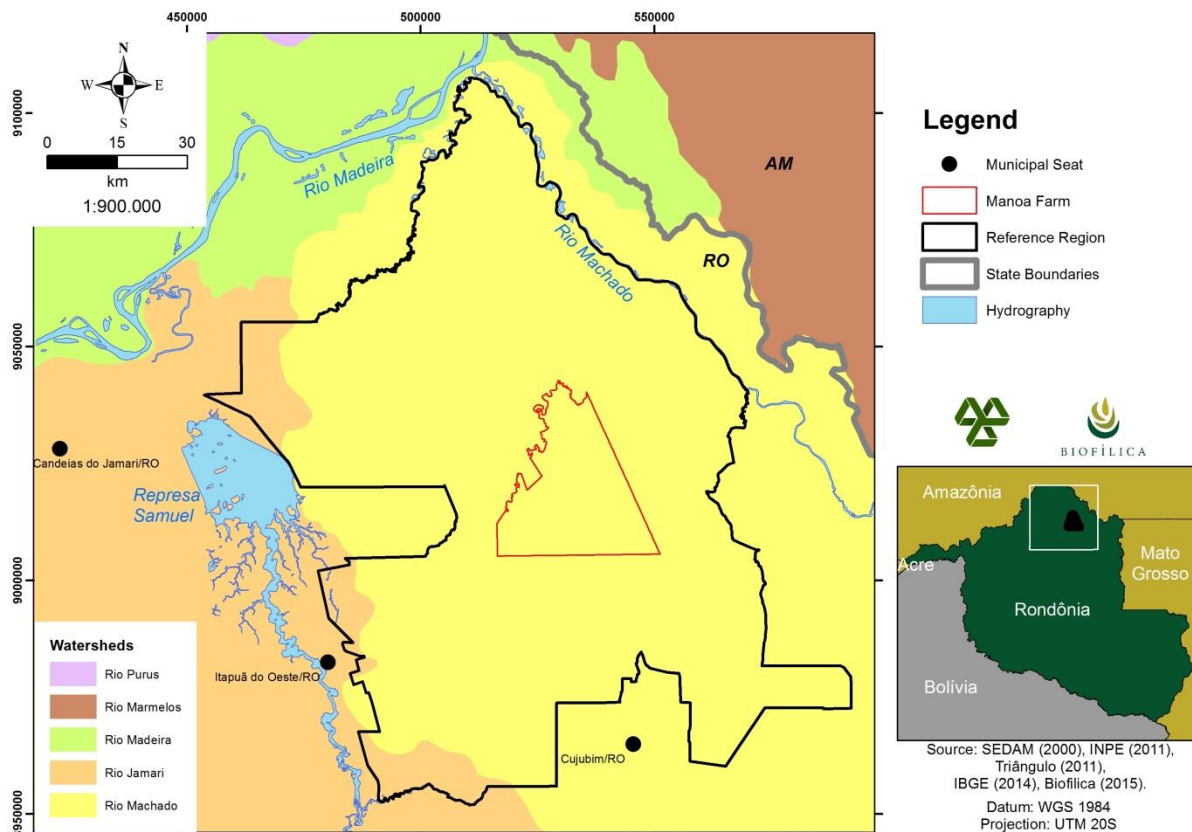 450000
500000
550000
9100000
9050000
9000000
8950000
N
W
E
S
0
15
30
km
1:900.000
Rio Madeira
Rio Machado
AM
RO
Candeias do Jamari/RO
Represa
Samuel
Itapuã do Oeste/RO
Cujubim/RO
Watersheds
Rio Purus
Rio Marmelos
Rio Madeira
Rio Jamari
Rio Machado
Legend
Municipal Seat
Manoa Farm
Reference Region
State Boundaries
Hydrography
BIOFÍLICA
Amazônia
Acre
Mato
Grosso
Rondônia
Bolívia
Source: SEDAM (2000), INPE (2011),
Triângulo (2011),
IBGE (2014), Biofílica (2015).
Datum: WGS 1984
Projection: UTM 20S